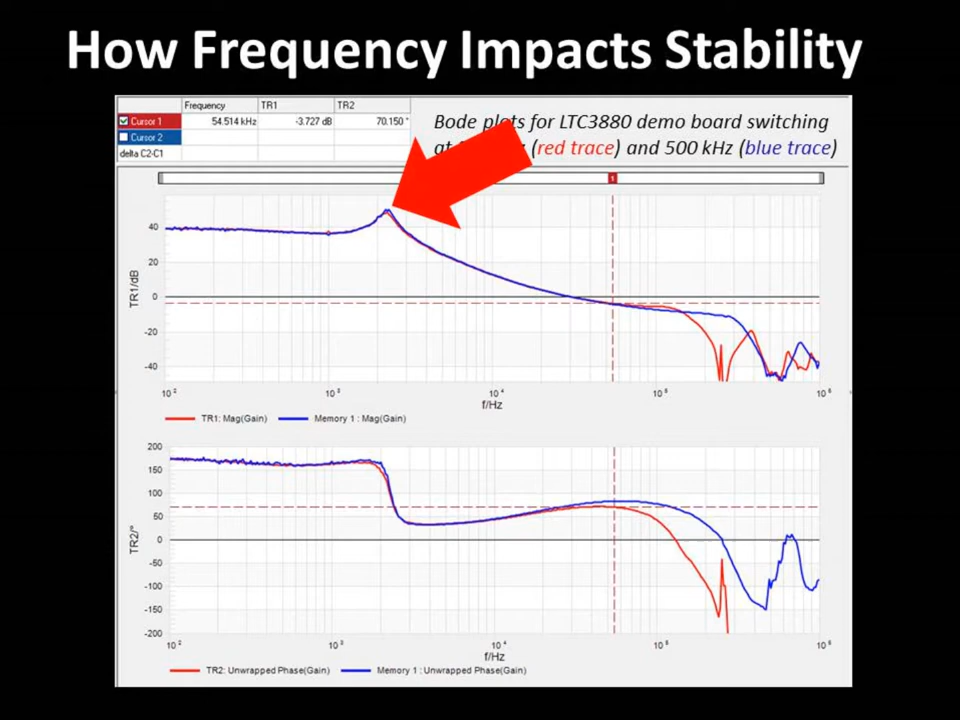 How Frequency Impacts Stability
Frequency TR1 TR2
Cursor 1 54.514 kHz -3.727 dB 70.150 °
Cursor 2
delta C2-C1
Bode plots for LTC3880 demo board switching
at (red trace) and 500 kHz (blue trace)
1
TR1/dB
40
20
0
-20
-40
10² 10³ 10⁴ 10⁵ 10⁶
f/Hz
TR1: Mag(Gain) Memory 1 : Mag(Gain)
TR2/°
200
150
100
50
0
-50
-100
-150
-200
10² 10³ 10⁴ 10⁵ 10⁶
f/Hz
TR2: Unwrapped Phase(Gain) Memory 1 : Unwrapped Phase(Gain)